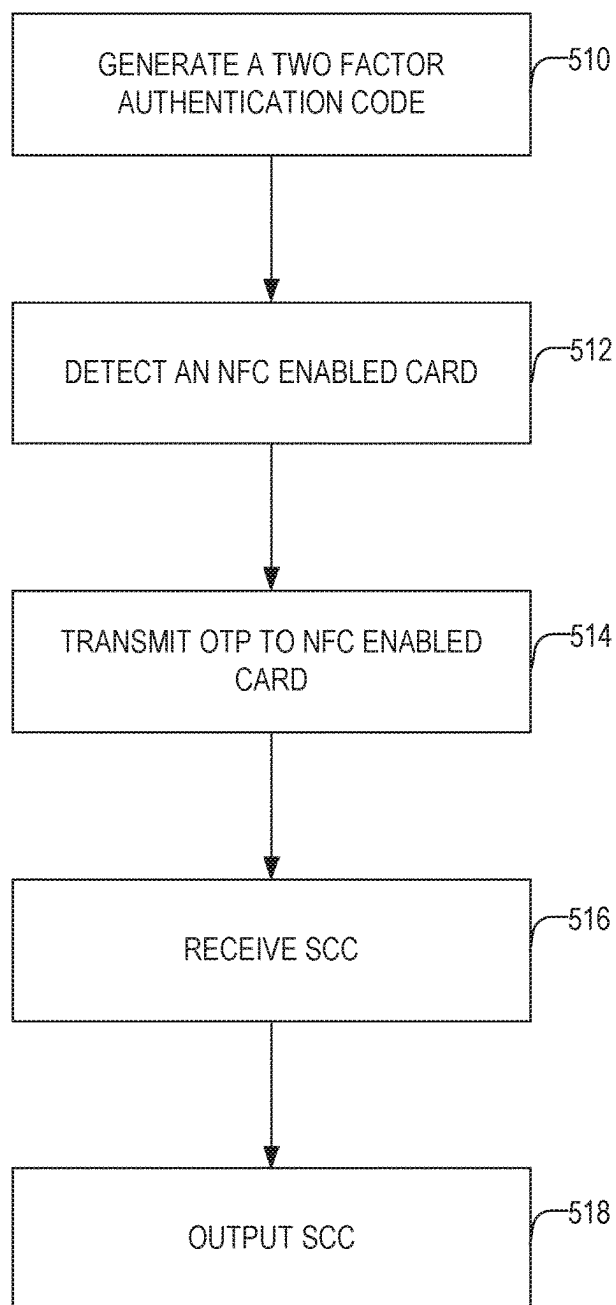 GENERATE A TWO FACTOR
AUTHENTICATION CODE
510
DETECT AN NFC ENABLED CARD
512
TRANSMIT OTP TO NFC ENABLED
CARD
514
RECEIVE SCC
516
OUTPUT SCC
518